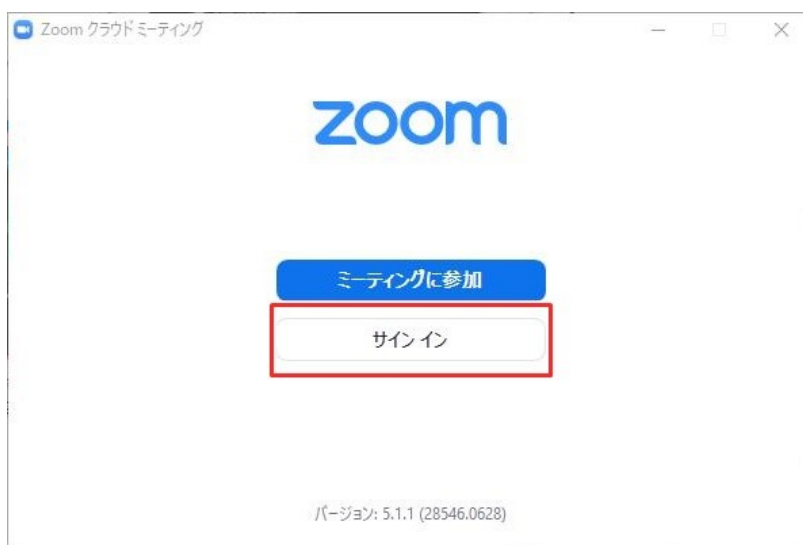 Zoom クラウド ミーティング
zoom
ミーティングに参加
サイン イン
バージョン: 5.1.1 (28546.0628)